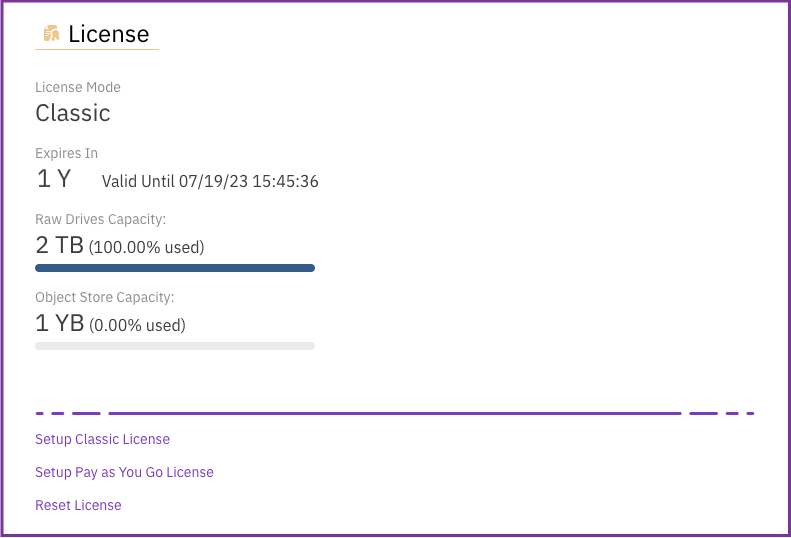 License
License Mode
Classic
Expires In
1 Y Valid Until 07/19/23 15:45:36
Raw Drives Capacity:
2 TB (100.00% used)
Object Store Capacity:
1 YB (0.00% used)
Setup Classic License
Setup Pay as You Go License
Reset License